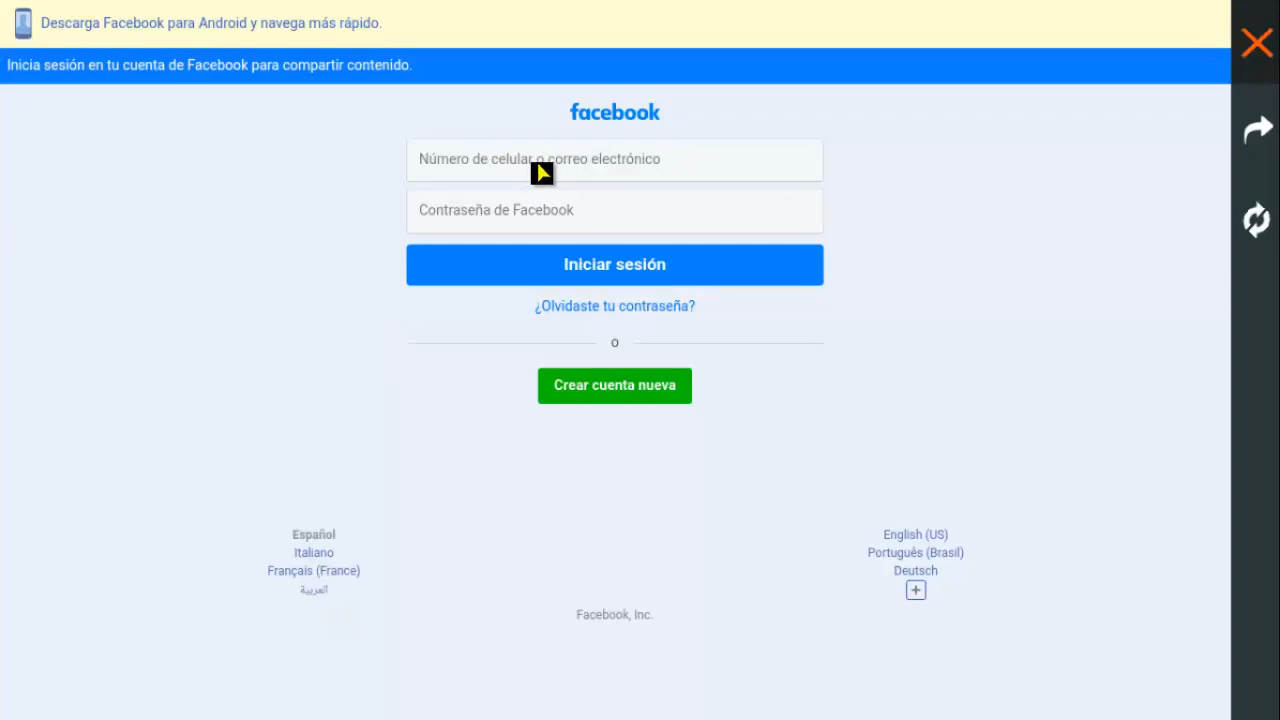 Descarga Facebook para Android y navega más rápido.
Inicia sesión en tu cuenta de Facebook para compartir contenido.
facebook
Número de celular o correo electrónico
Contraseña de Facebook
Iniciar sesión
¿Olvidaste tu contraseña?
o
Crear cuenta nueva
Español
Italiano
Français (France)
العربية
English (US)
Português (Brasil)
Deutsch
Facebook, Inc.